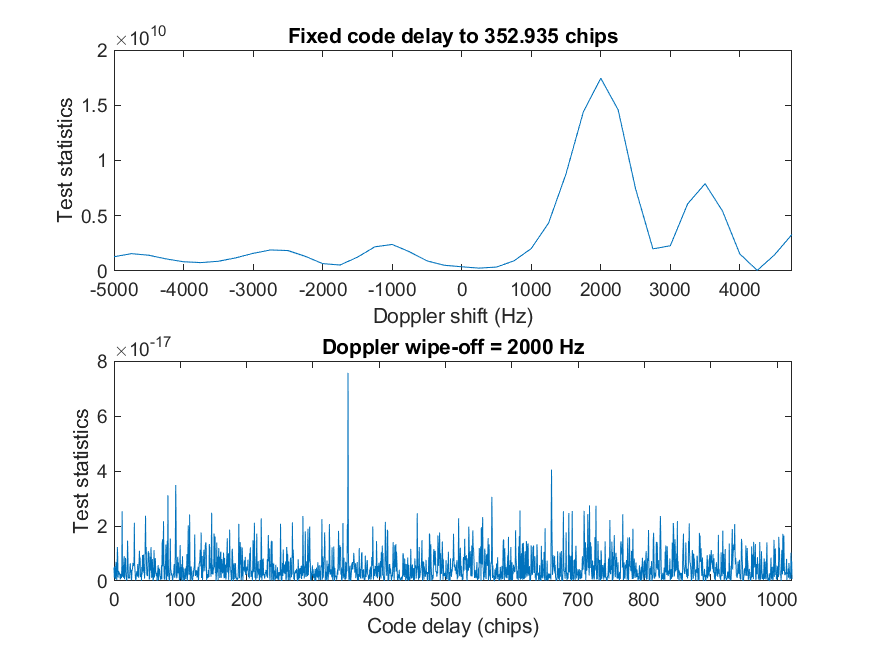 Fixed code delay to 352.935 chips
×10^10
2
1.5
1
0.5
0
Test statistics
-5000 -4000 -3000 -2000 -1000 0 1000 2000 3000 4000
Doppler shift (Hz)
Doppler wipe-off = 2000 Hz
×10^-17
8
6
4
2
0
Test statistics
0 100 200 300 400 500 600 700 800 900 1000
Code delay (chips)